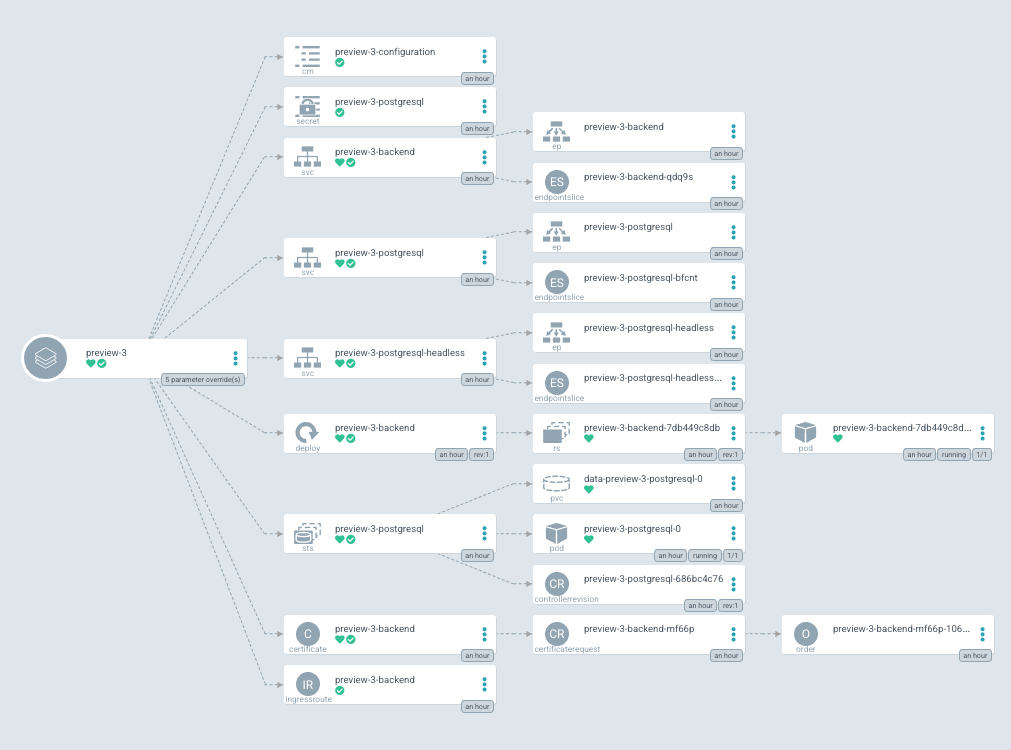 preview-3
5 parameter override(s)
cm
preview-3-configuration
an hour
secret
preview-3-postgresql
an hour
svc
preview-3-backend
an hour
ep
preview-3-backend
an hour
ES
endpointslice
preview-3-backend-qdq9s
an hour
svc
preview-3-postgresql
an hour
ep
preview-3-postgresql
an hour
ES
endpointslice
preview-3-postgresql-bfcnt
an hour
svc
preview-3-postgresql-headless
an hour
ep
preview-3-postgresql-headless
an hour
ES
endpointslice
preview-3-postgresql-headless...
an hour
deploy
preview-3-backend
an hour rev:1
rs
preview-3-backend-7db449c8db
an hour rev:1
pod
preview-3-backend-7db449c8d...
an hour running 1/1
sts
preview-3-postgresql
an hour
pvc
data-preview-3-postgresql-0
an hour
pod
preview-3-postgresql-0
an hour running 1/1
CR
controllerrevision
preview-3-postgresql-686bc4c76
an hour rev:1
C
certificate
preview-3-backend
an hour
CR
certificaterequest
preview-3-backend-mf66p
an hour
O
order
preview-3-backend-mf66p-106...
an hour
IR
ingressroute
preview-3-backend
an hour